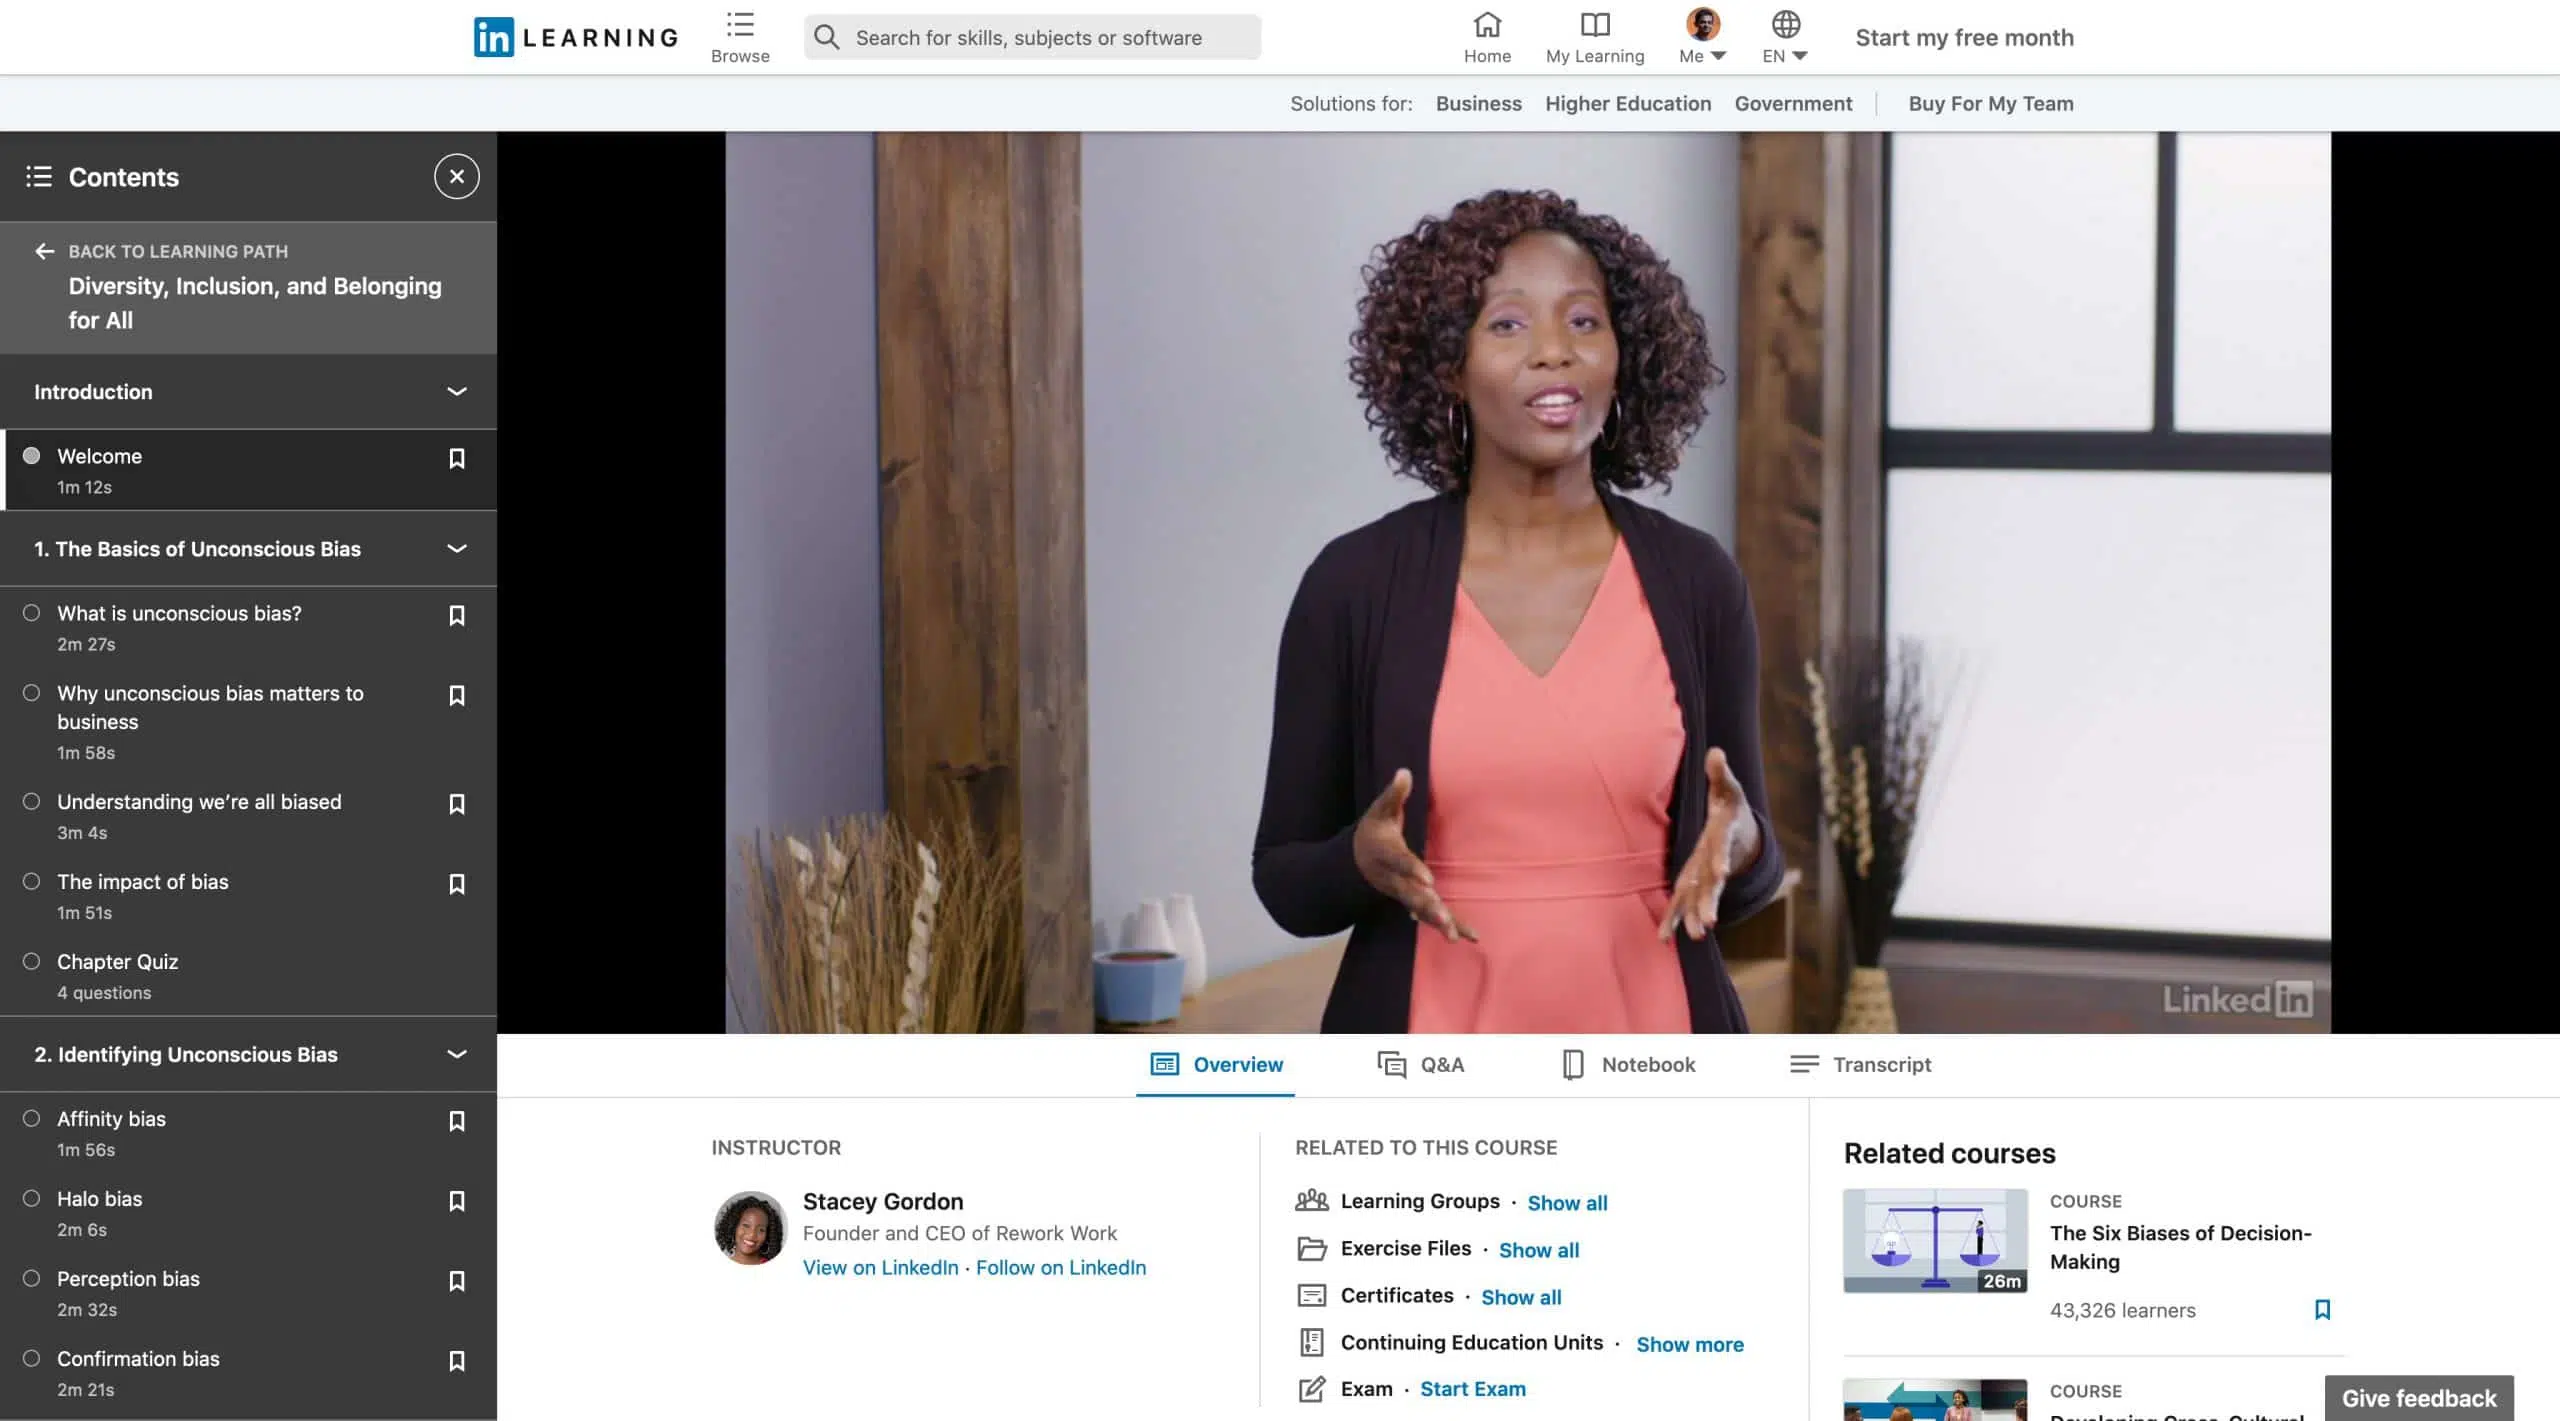 in LEARNING
Browse
Search for skills, subjects or software
Home
My Learning
Me
EN
Start my free month
Solutions for: Business Higher Education Government Buy For My Team
Contents
BACK TO LEARNING PATH
Diversity, Inclusion, and Belonging
for All
Introduction
Welcome
1m 12s
1. The Basics of Unconscious Bias
What is unconscious bias?
2m 27s
Why unconscious bias matters to
business
1m 58s
Understanding we’re all biased
3m 4s
The impact of bias
1m 51s
Chapter Quiz
4 questions
2. Identifying Unconscious Bias
Affinity bias
1m 56s
Halo bias
2m 6s
Perception bias
2m 32s
Confirmation bias
2m 21s
Linked in
Overview
Q&A
Notebook
Transcript
INSTRUCTOR
Stacey Gordon
Founder and CEO of Rework Work
View on LinkedIn · Follow on LinkedIn
RELATED TO THIS COURSE
Learning Groups · Show all
Exercise Files · Show all
Certificates · Show all
Continuing Education Units · Show more
Exam · Start Exam
Related courses
26m
COURSE
The Six Biases of Decision-
Making
43,326 learners
COURSE
Developing Cross-Cultural
Give feedback